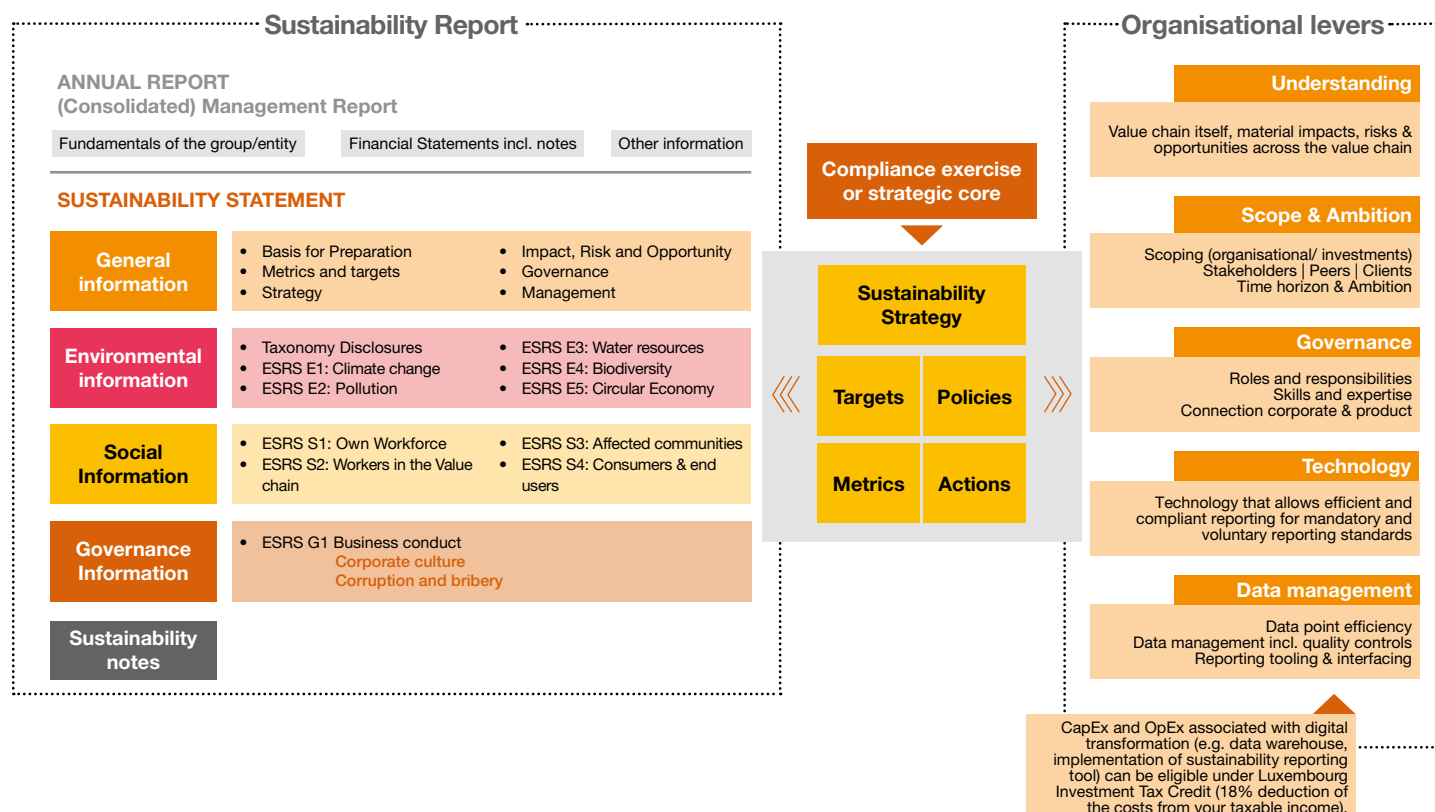 Sustainability Report
ANNUAL REPORT
(Consolidated) Management Report
Fundamentals of the group/entity
Financial Statements incl. notes
Other information
SUSTAINABILITY STATEMENT
General
information
• Basis for Preparation
• Metrics and targets
• Strategy
• Impact, Risk and Opportunity
• Governance
• Management
Environmental
information
• Taxonomy Disclosures
• ESRS E1: Climate change
• ESRS E2: Pollution
• ESRS E3: Water resources
• ESRS E4: Biodiversity
• ESRS E5: Circular Economy
Social
Information
• ESRS S1: Own Workforce
• ESRS S2: Workers in the Value
chain
• ESRS S3: Affected communities
• ESRS S4: Consumers & end
users
Governance
Information
• ESRS G1 Business conduct
Corporate culture
Corruption and bribery
Sustainability
notes
Compliance exercise
or strategic core
Sustainability
Strategy
Targets
Policies
Metrics
Actions
Organisational levers
Understanding
Value chain itself, material impacts, risks &
opportunities across the value chain
Scope & Ambition
Scoping (organisational/ investments)
Stakeholders | Peers | Clients
Time horizon & Ambition
Governance
Roles and responsibilities
Skills and expertise
Connection corporate & product
Technology
Technology that allows efficient and
compliant reporting for mandatory and
voluntary reporting standards
Data management
Data point efficiency
Data management incl. quality controls
Reporting tooling & interfacing
CapEx and OpEx associated with digital
transformation (e.g. data warehouse,
implementation of sustainability reporting
tool) can be eligible under Luxembourg
Investment Tax Credit (18% deduction of
the costs from your taxable income).